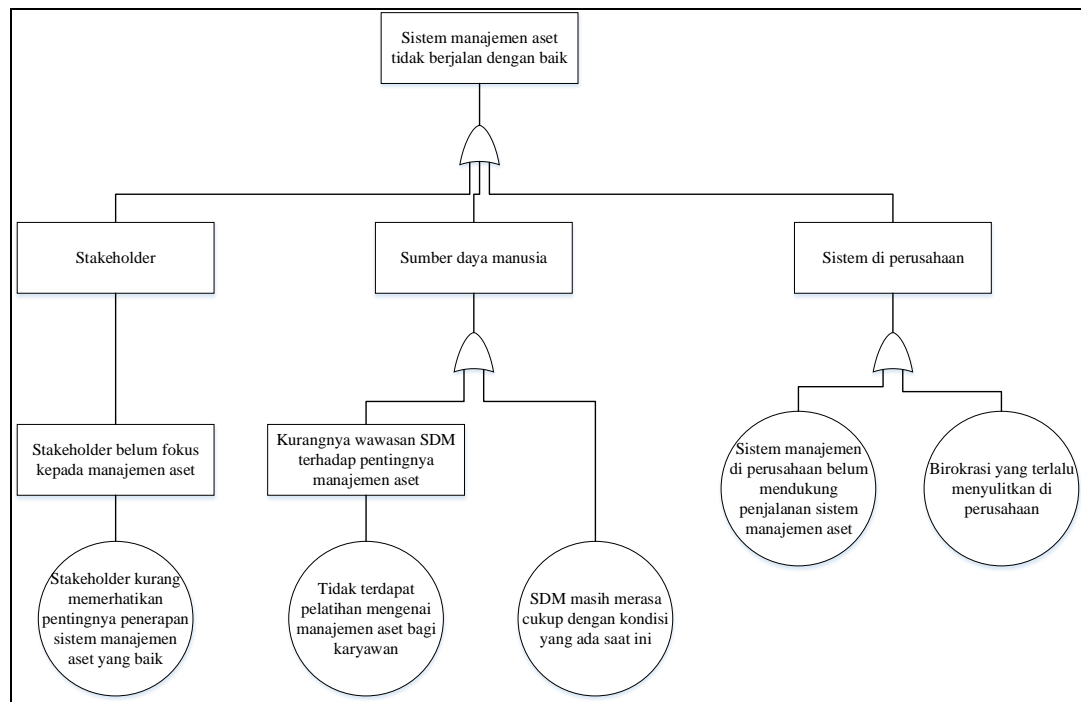 Sistem manajemen aset
tidak berjalan dengan baik
Stakeholder
Sumber daya manusia
Sistem di perusahaan
Stakeholder belum fokus
kepada manajemen aset
Kurangnya wawasan SDM
terhadap pentingnya
manajemen aset
Sistem manajemen
di perusahaan belum
mendukung
penjalanan sistem
manajemen aset
Birokrasi yang terlalu
menyulitkan di
perusahaan
Stakeholder kurang
memerhatikan
pentingnya penerapan
sistem manajemen
aset yang baik
Tidak terdapat
pelatihan mengenai
manajemen aset bagi
karyawan
SDM masih merasa
cukup dengan kondisi
yang ada saat ini